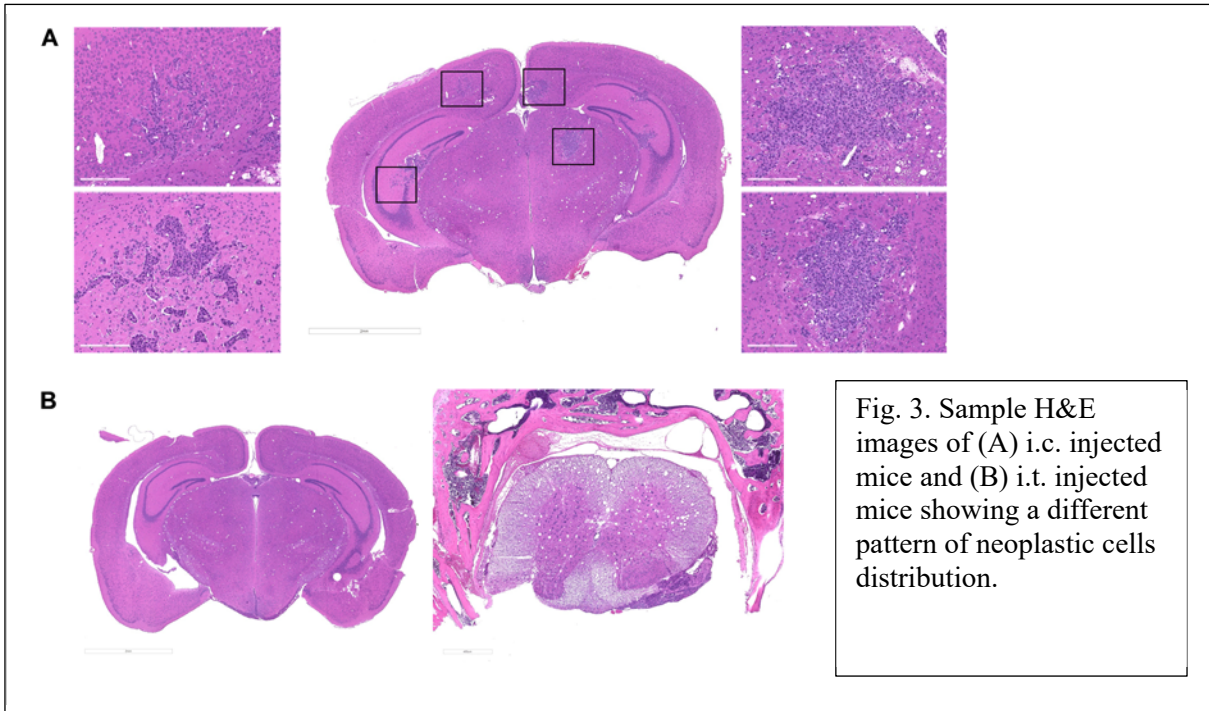 A
B
Fig. 3. Sample H&E
images of (A) i.c. injected
mice and (B) i.t. injected
mice showing a different
pattern of neoplastic cells
distribution.